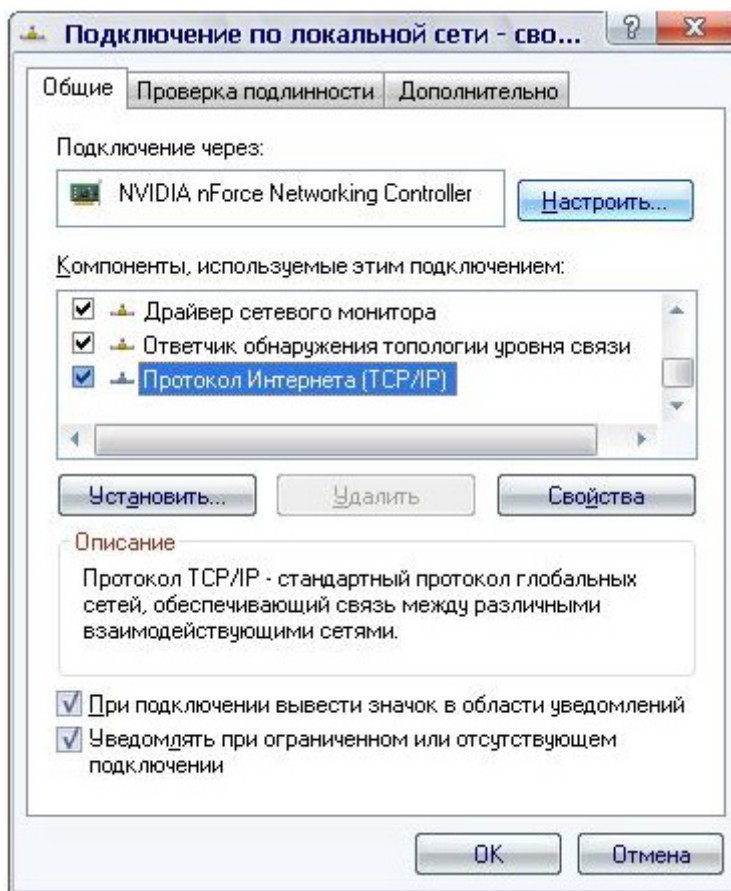 Подключение по локальной сети - сво...
Общие Проверка подлинности Дополнительно
Подключение через:
NVIDIA nForce Networking Controller Настроить...
Компоненты, используемые этим подключением:
Драйвер сетевого монитора
Ответчик обнаружения топологии уровня связи
Протокол Интернета (TCP/IP)
Установить... Удалить Свойства
Описание
Протокол TCP/IP - стандартный протокол глобальных
сетей, обеспечивающий связь между различными
взаимодействующими сетями.
При подключении вывести значок в области уведомлений
Уведомлять при ограниченном или отсутствующем
подключении
OK Отмена